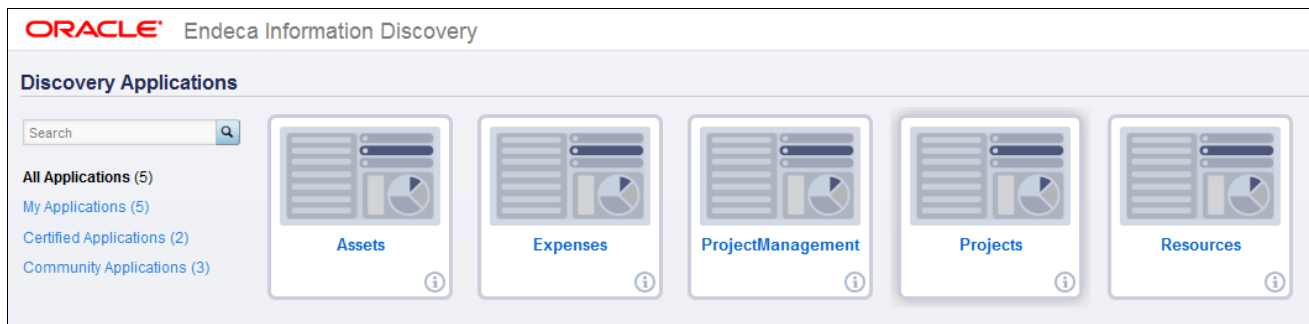 ORACLE® Endeca Information Discovery
Discovery Applications
Search
All Applications (5)
My Applications (5)
Certified Applications (2)
Community Applications (3)
Assets
Expenses
ProjectManagement
Projects
Resources